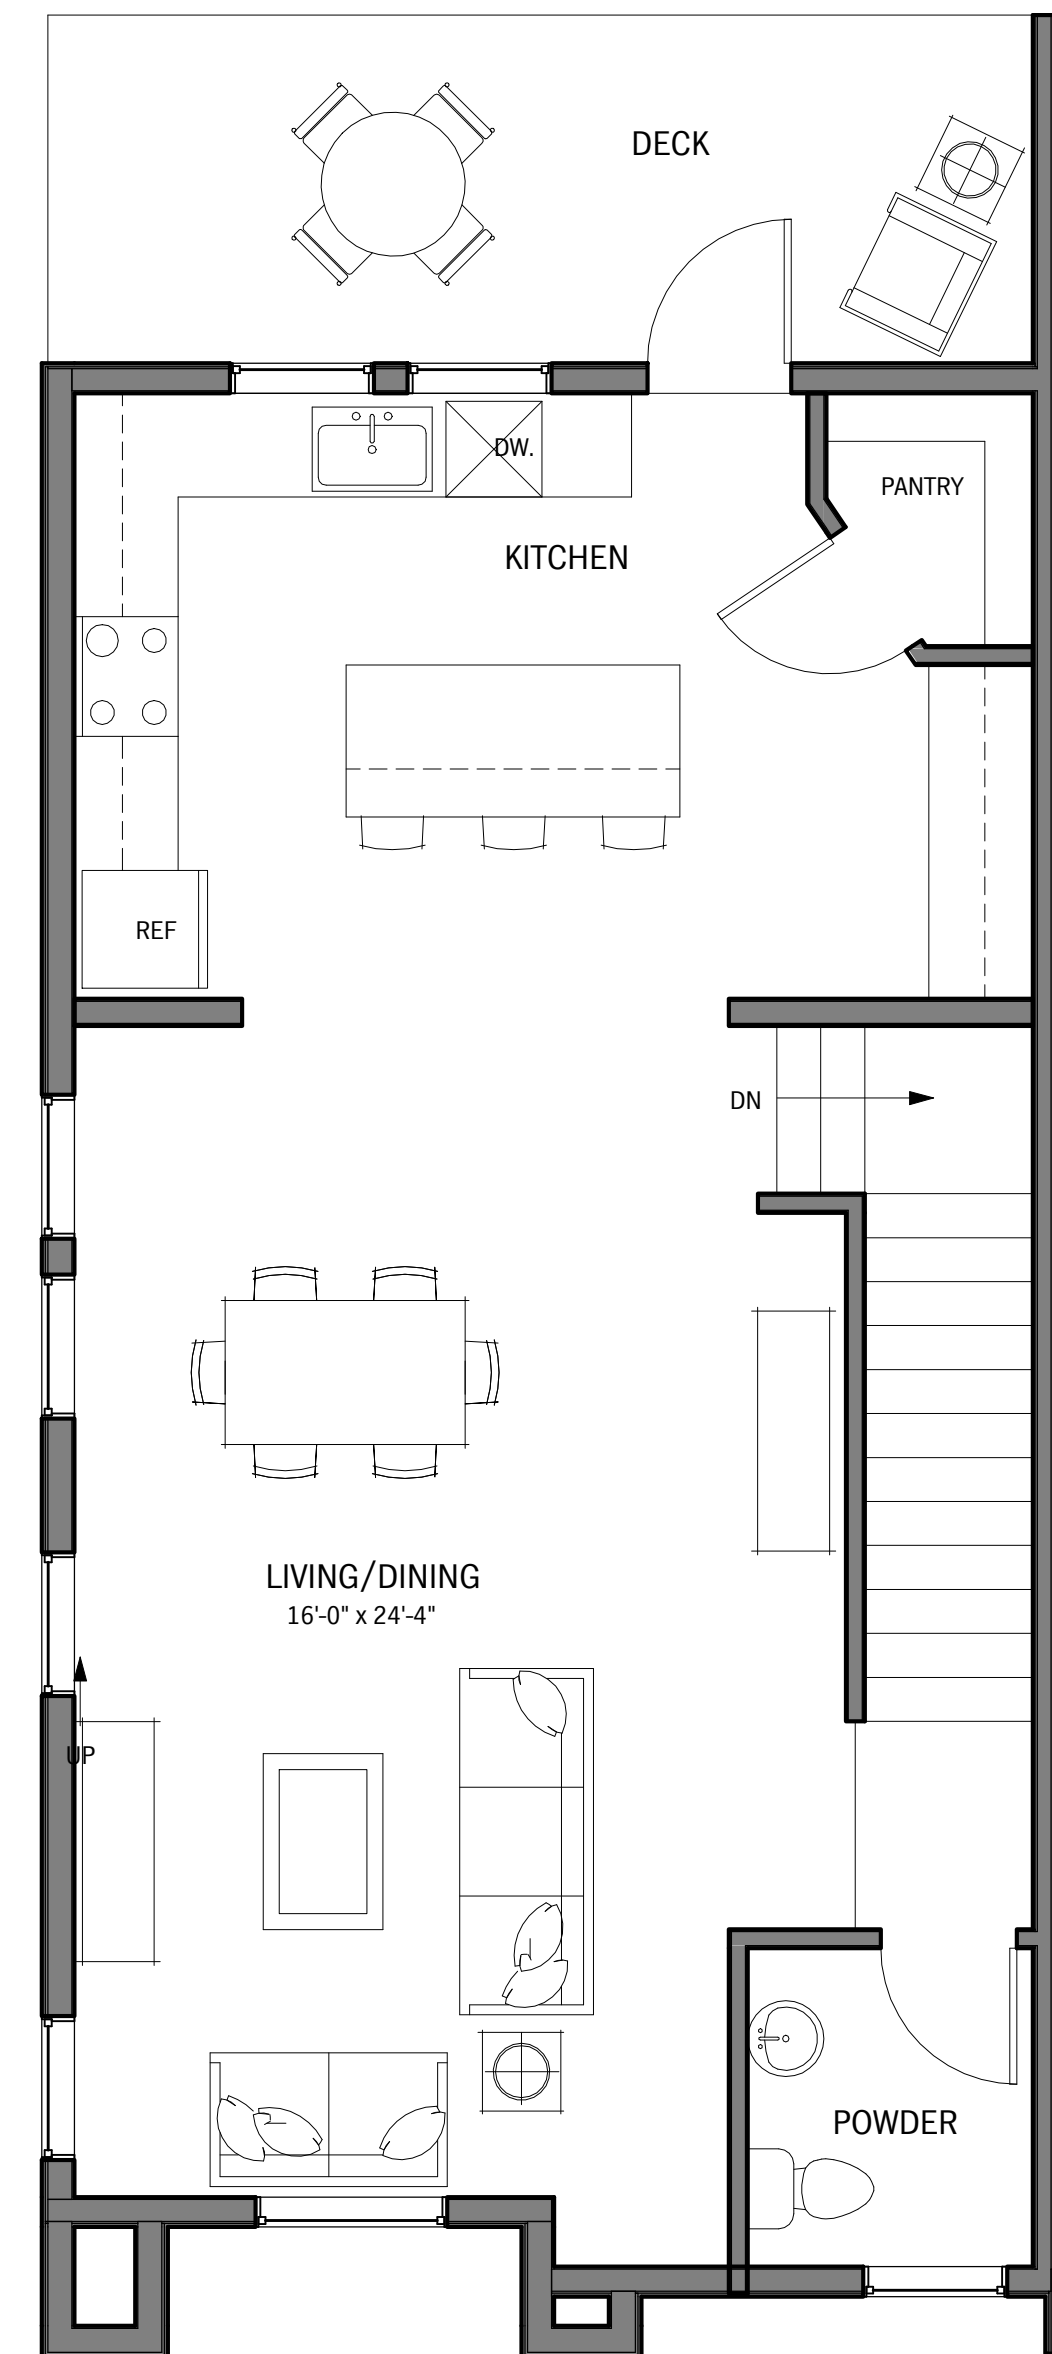 DECK
DW.
PANTRY
KITCHEN
REF
DN
LIVING/DINING
16'-0" x 24'-4"
UP
POWDER